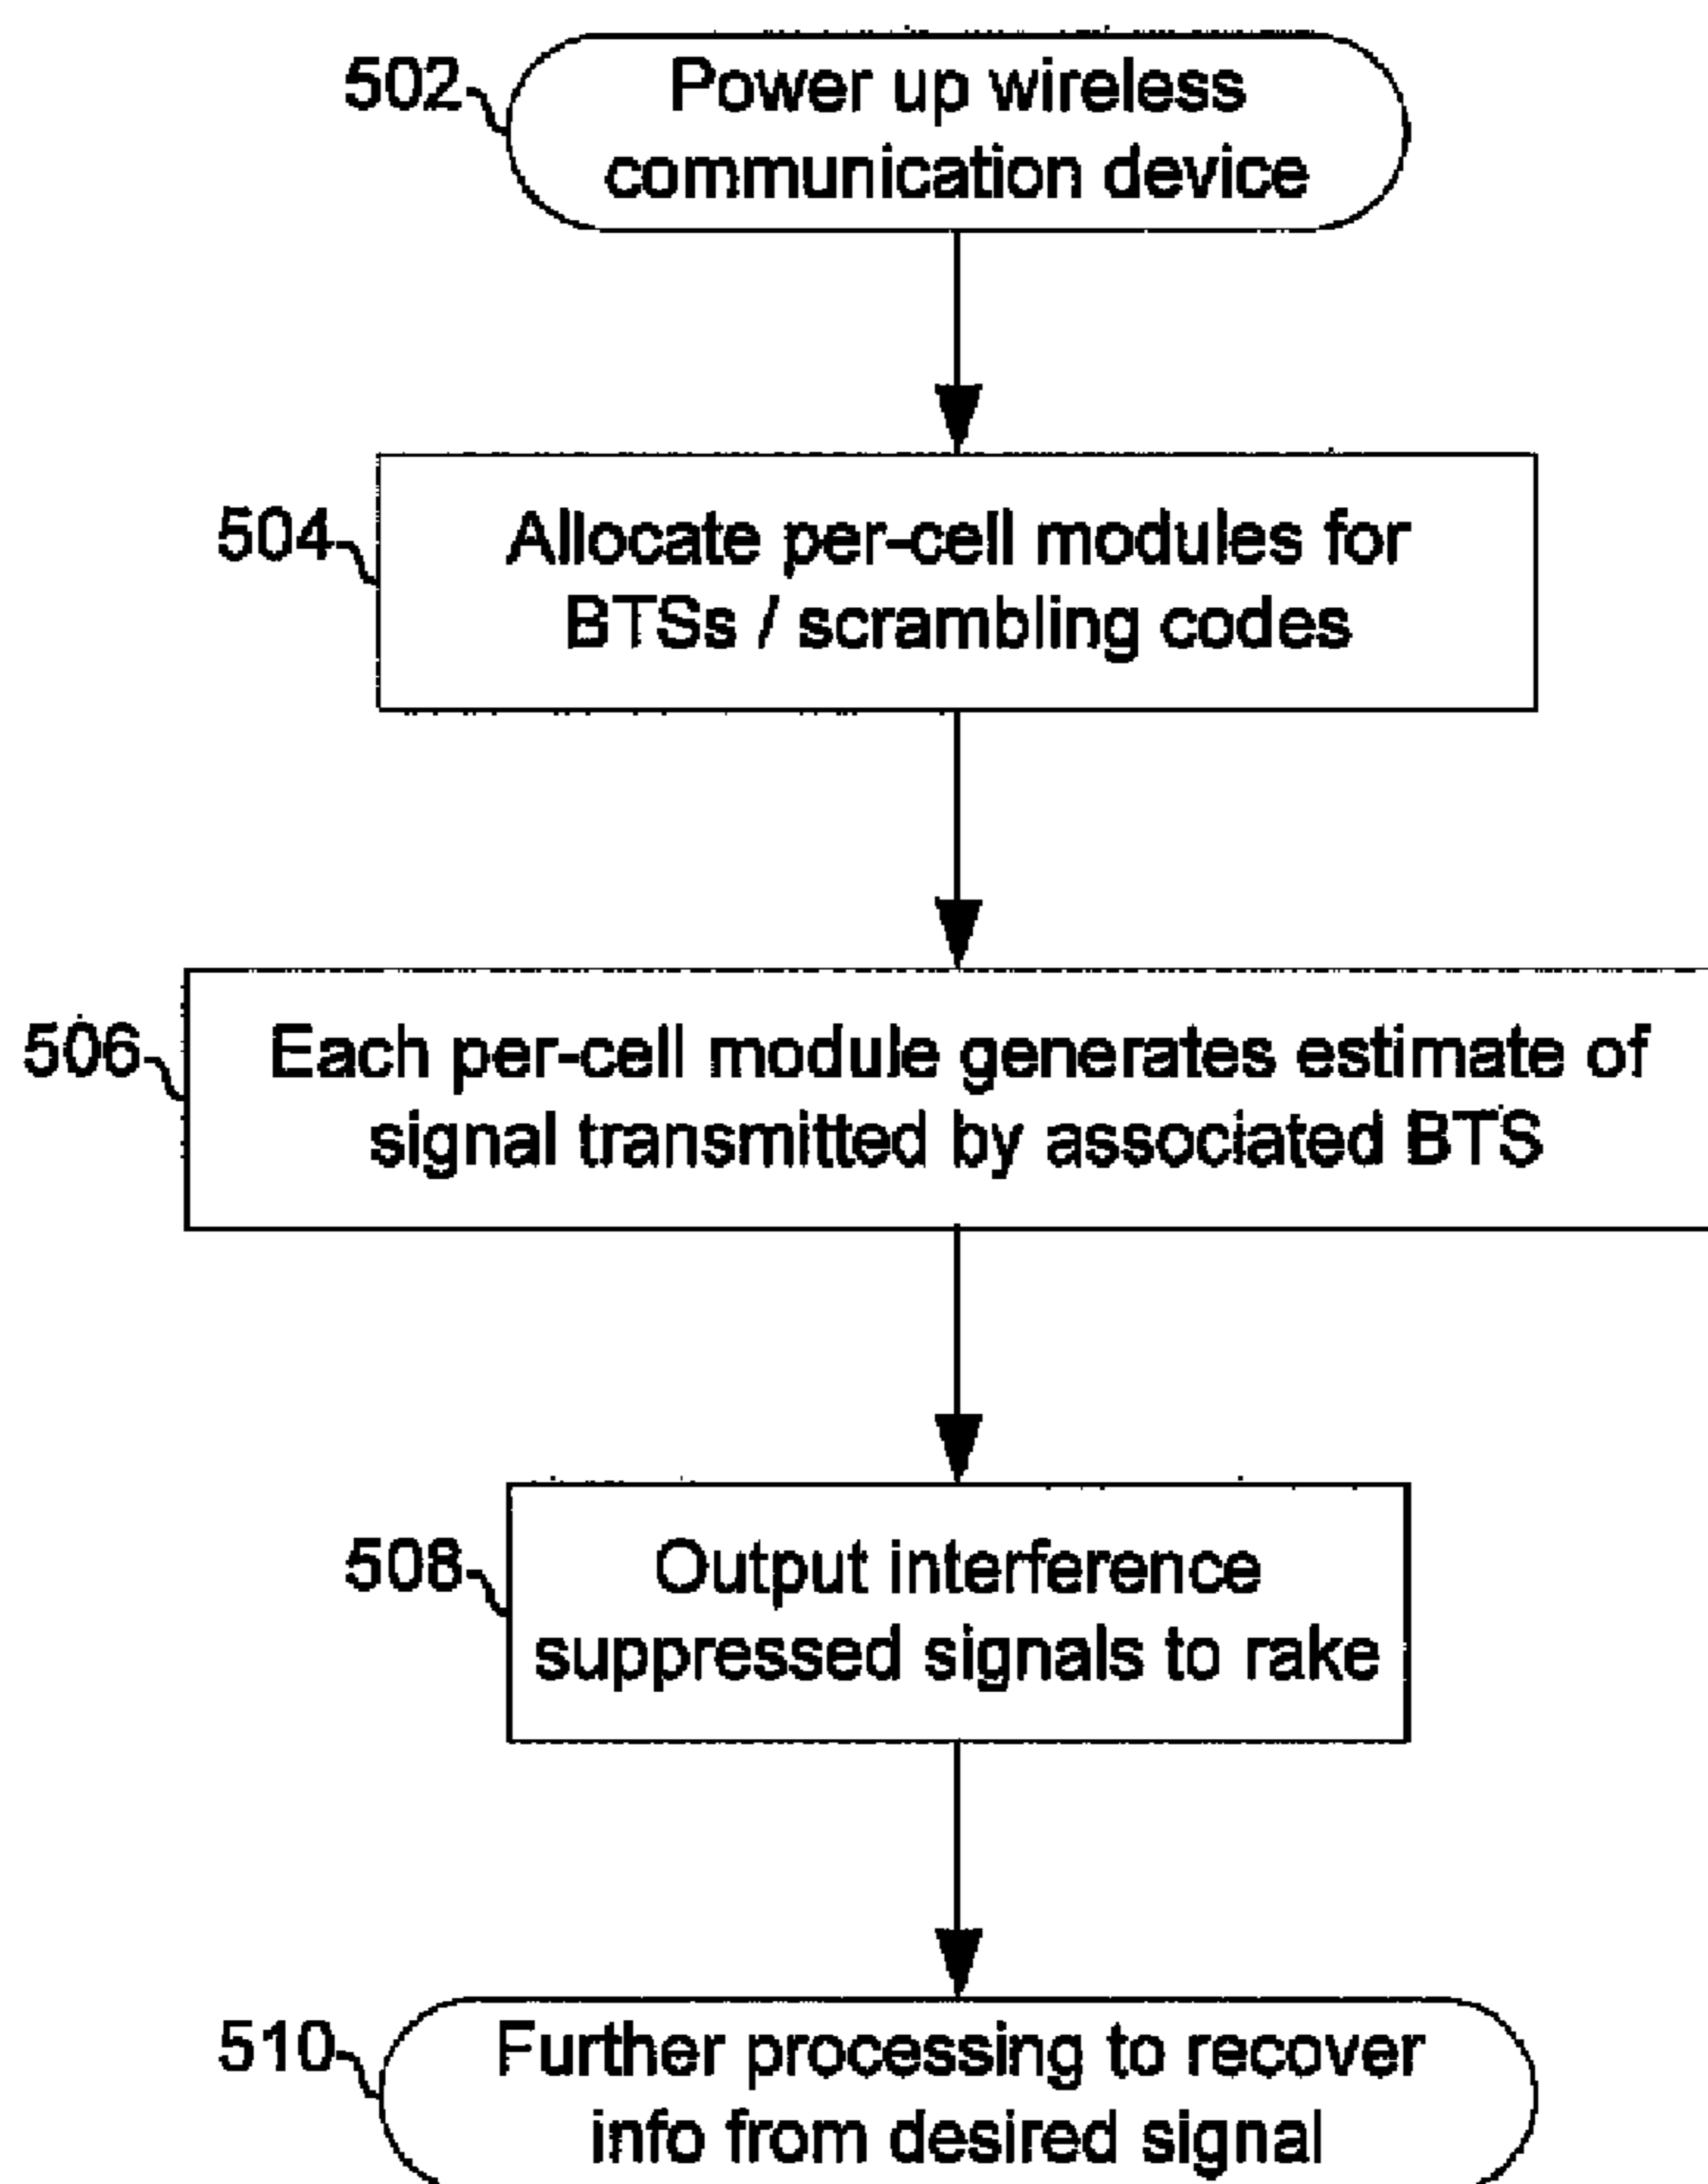 502
Power up wireless
communication device
504
Allocate per-cell modules for
BTSs / scrambling codes
506
Each per-cell module generates estimate of
signal transmitted by associated BTS
508
Output interference
suppressed signals to rake
510
Further processing to recover
info from desired signal